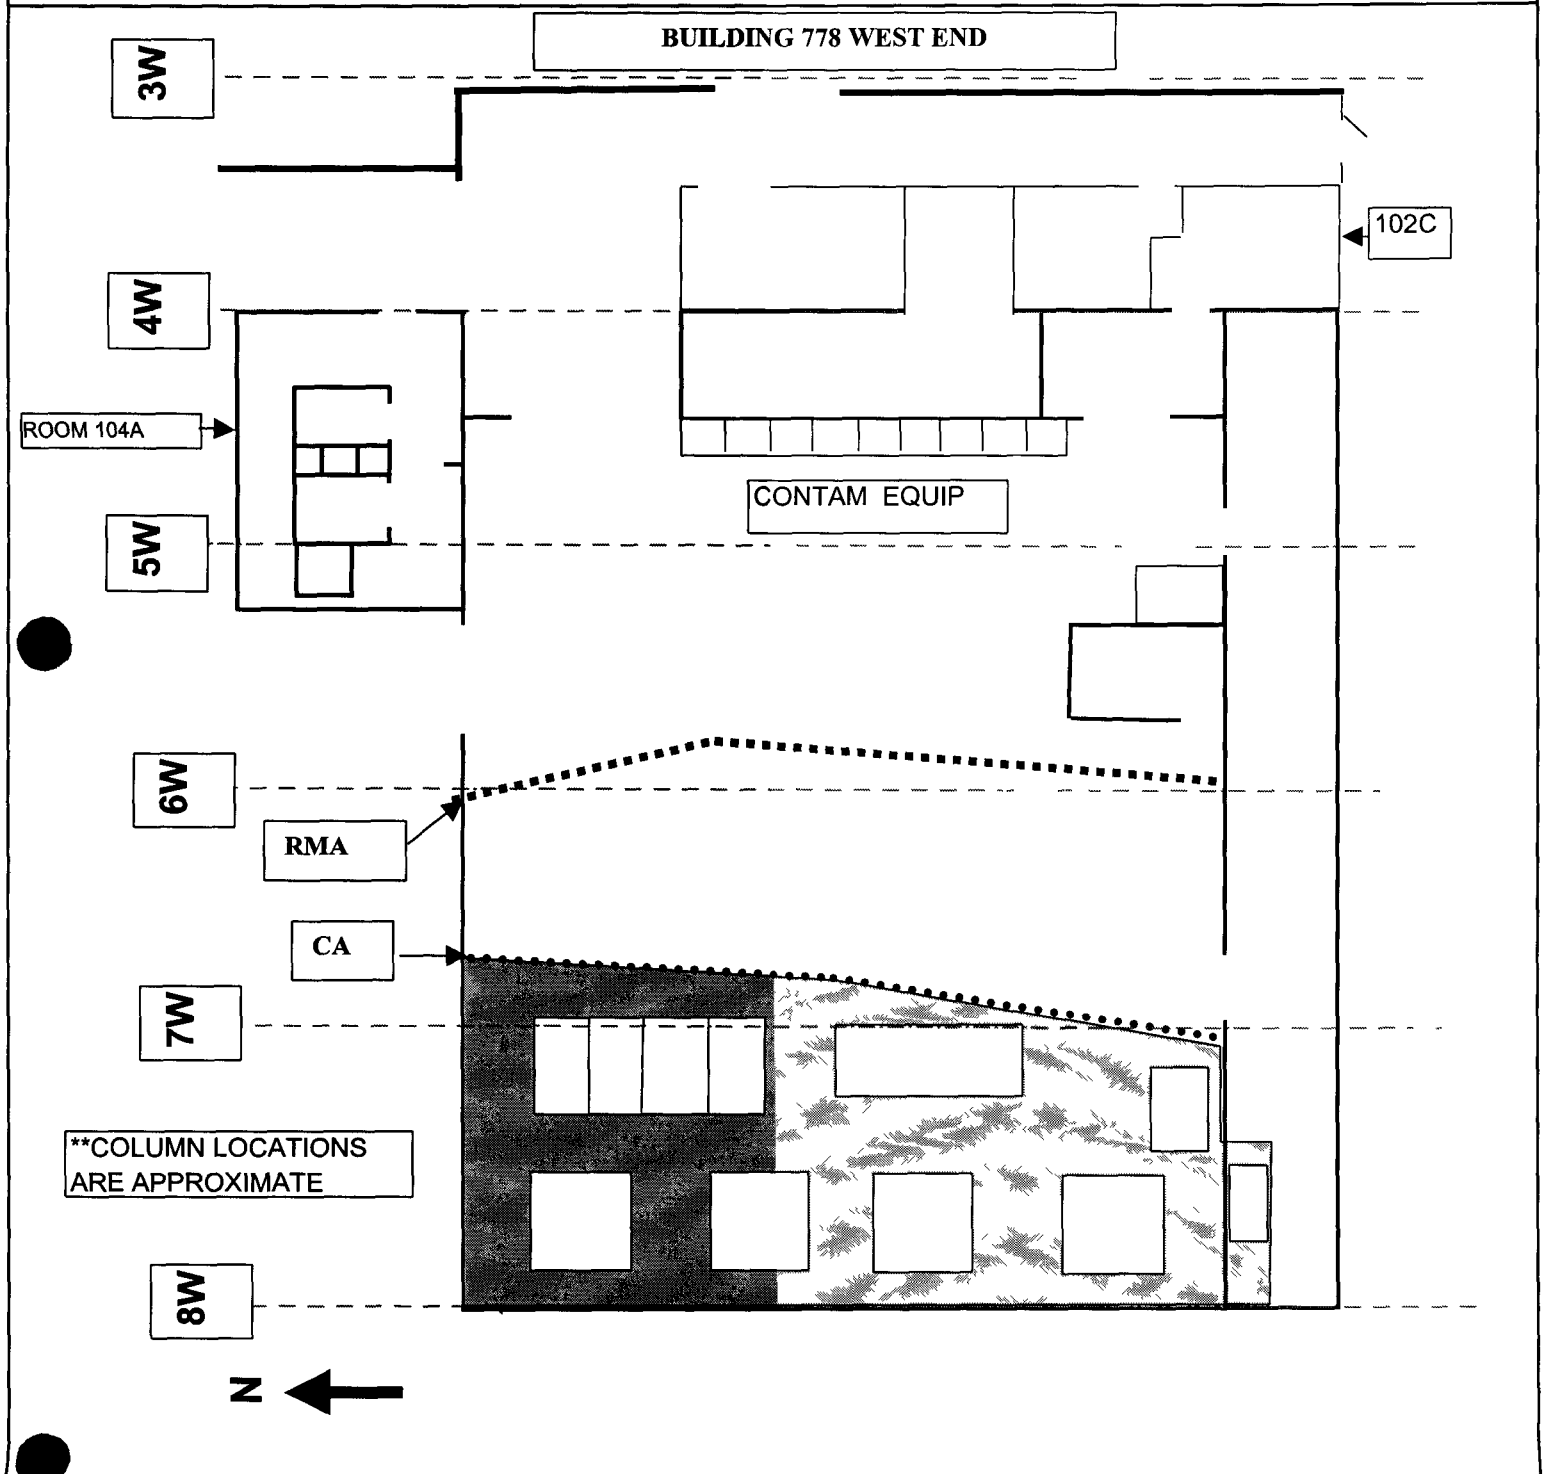 BUILDING 778 WEST END
3W
102C
4W
ROOM 104A
CONTAM EQUIP
5W
6W
RMA
CA
7W
**COLUMN LOCATIONS
ARE APPROXIMATE
8W
N